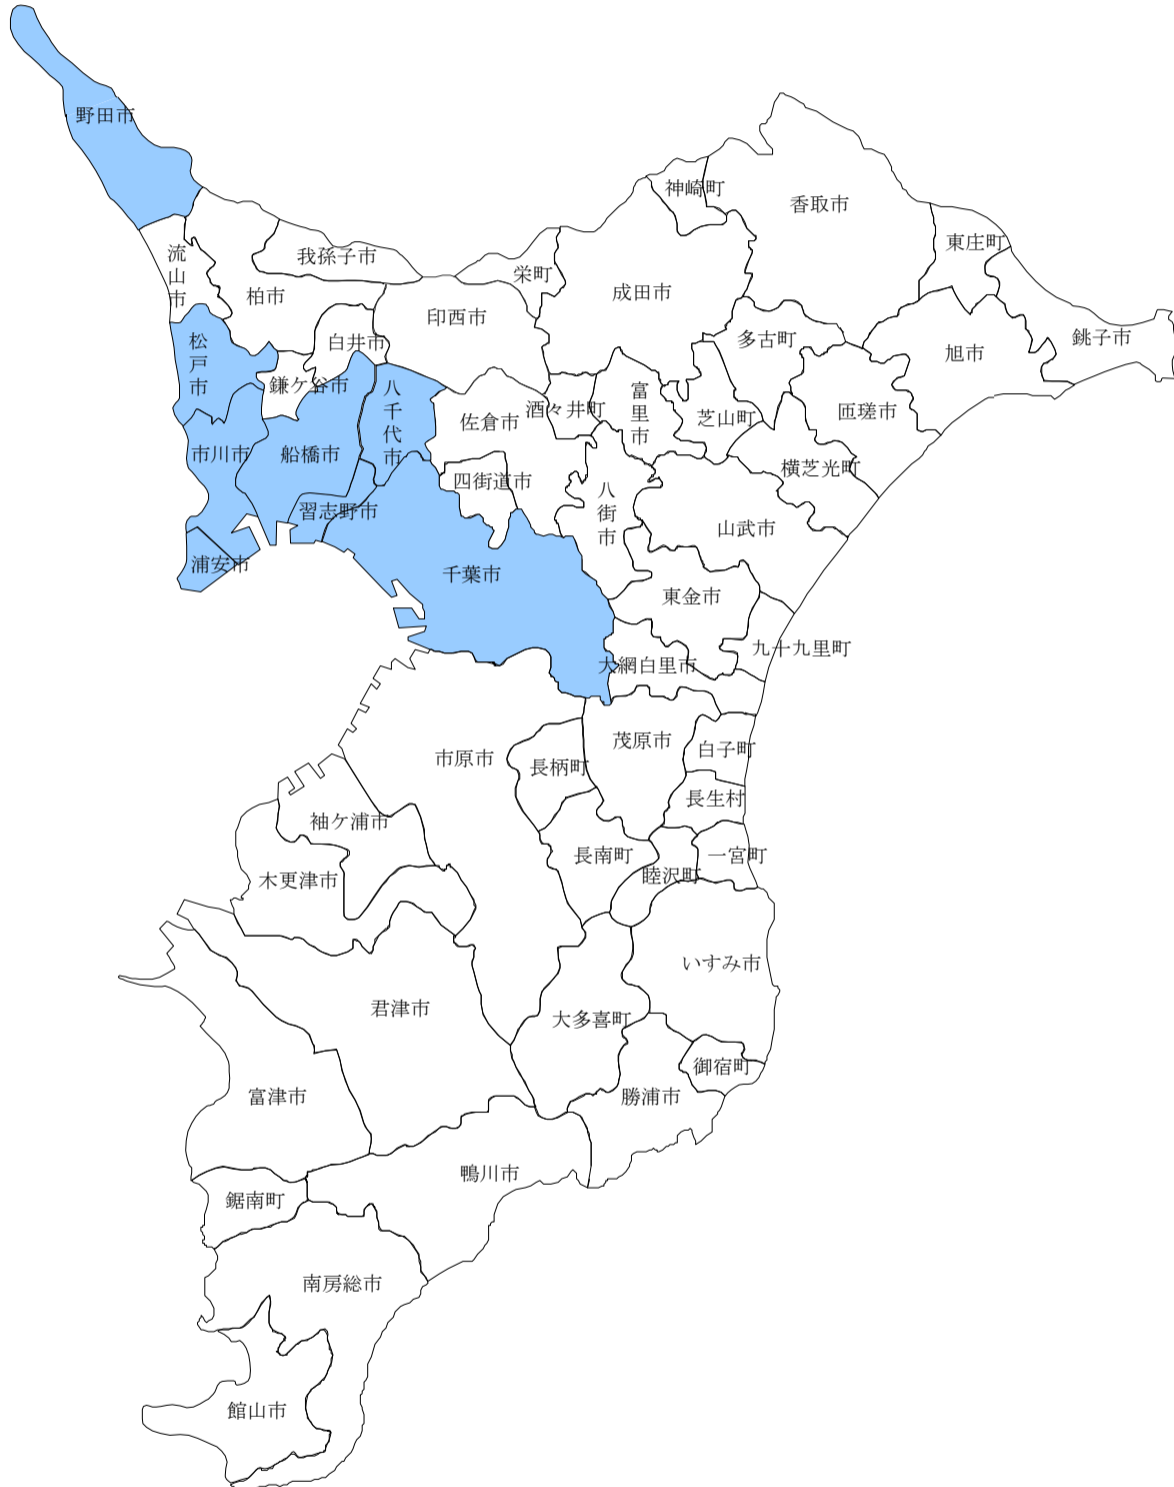 野田市
神崎町
香取市
東庄町
流山市
我孫子市
栄町
成田市
柏市
印西市
銚子市
白井市
多古町
旭市
松戸市
鎌ケ谷市
八千代市
酒々井町
富里市
芝山町
匝瑳市
佐倉市
市川市
船橋市
四街道市
横芝光町
八街市
習志野市
山武市
浦安市
千葉市
東金市
九十九里町
大網白里市
茂原市
白子町
市原市
長柄町
長生村
袖ケ浦市
長南町
一宮町
睦沢町
木更津市
いすみ市
君津市
大多喜町
御宿町
富津市
勝浦市
鴨川市
鋸南町
南房総市
館山市